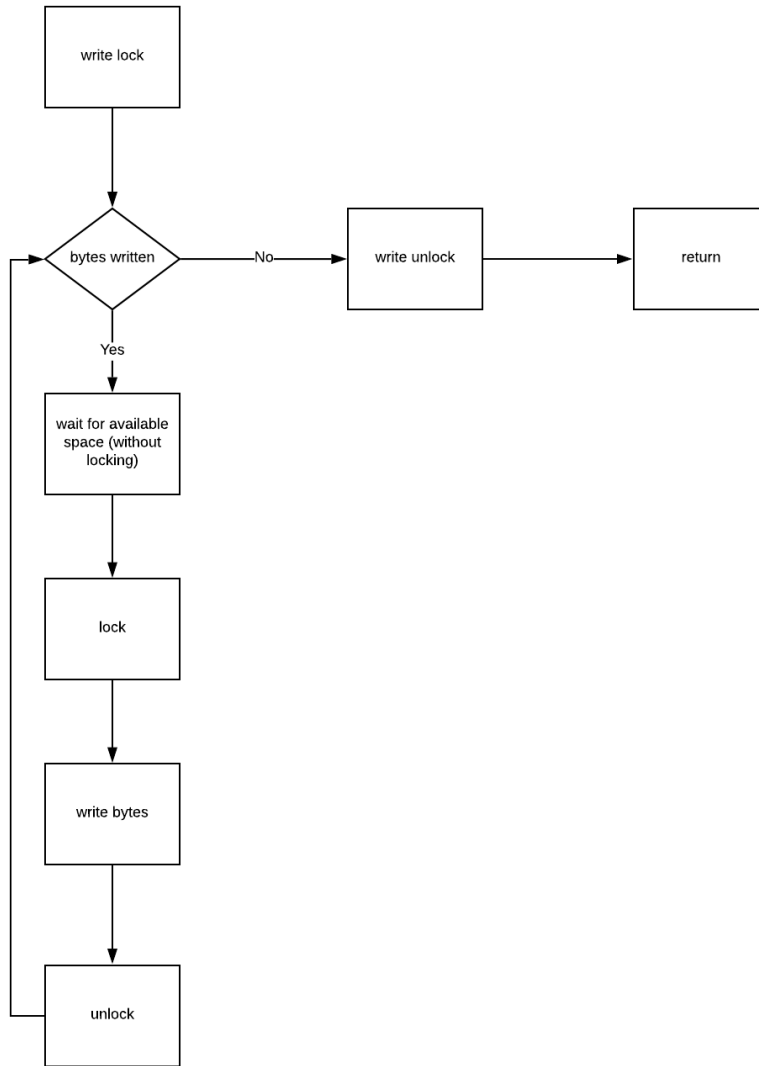 write lock
bytes written
No
write unlock
return
Yes
wait for available
space (without
locking)
lock
write bytes
unlock